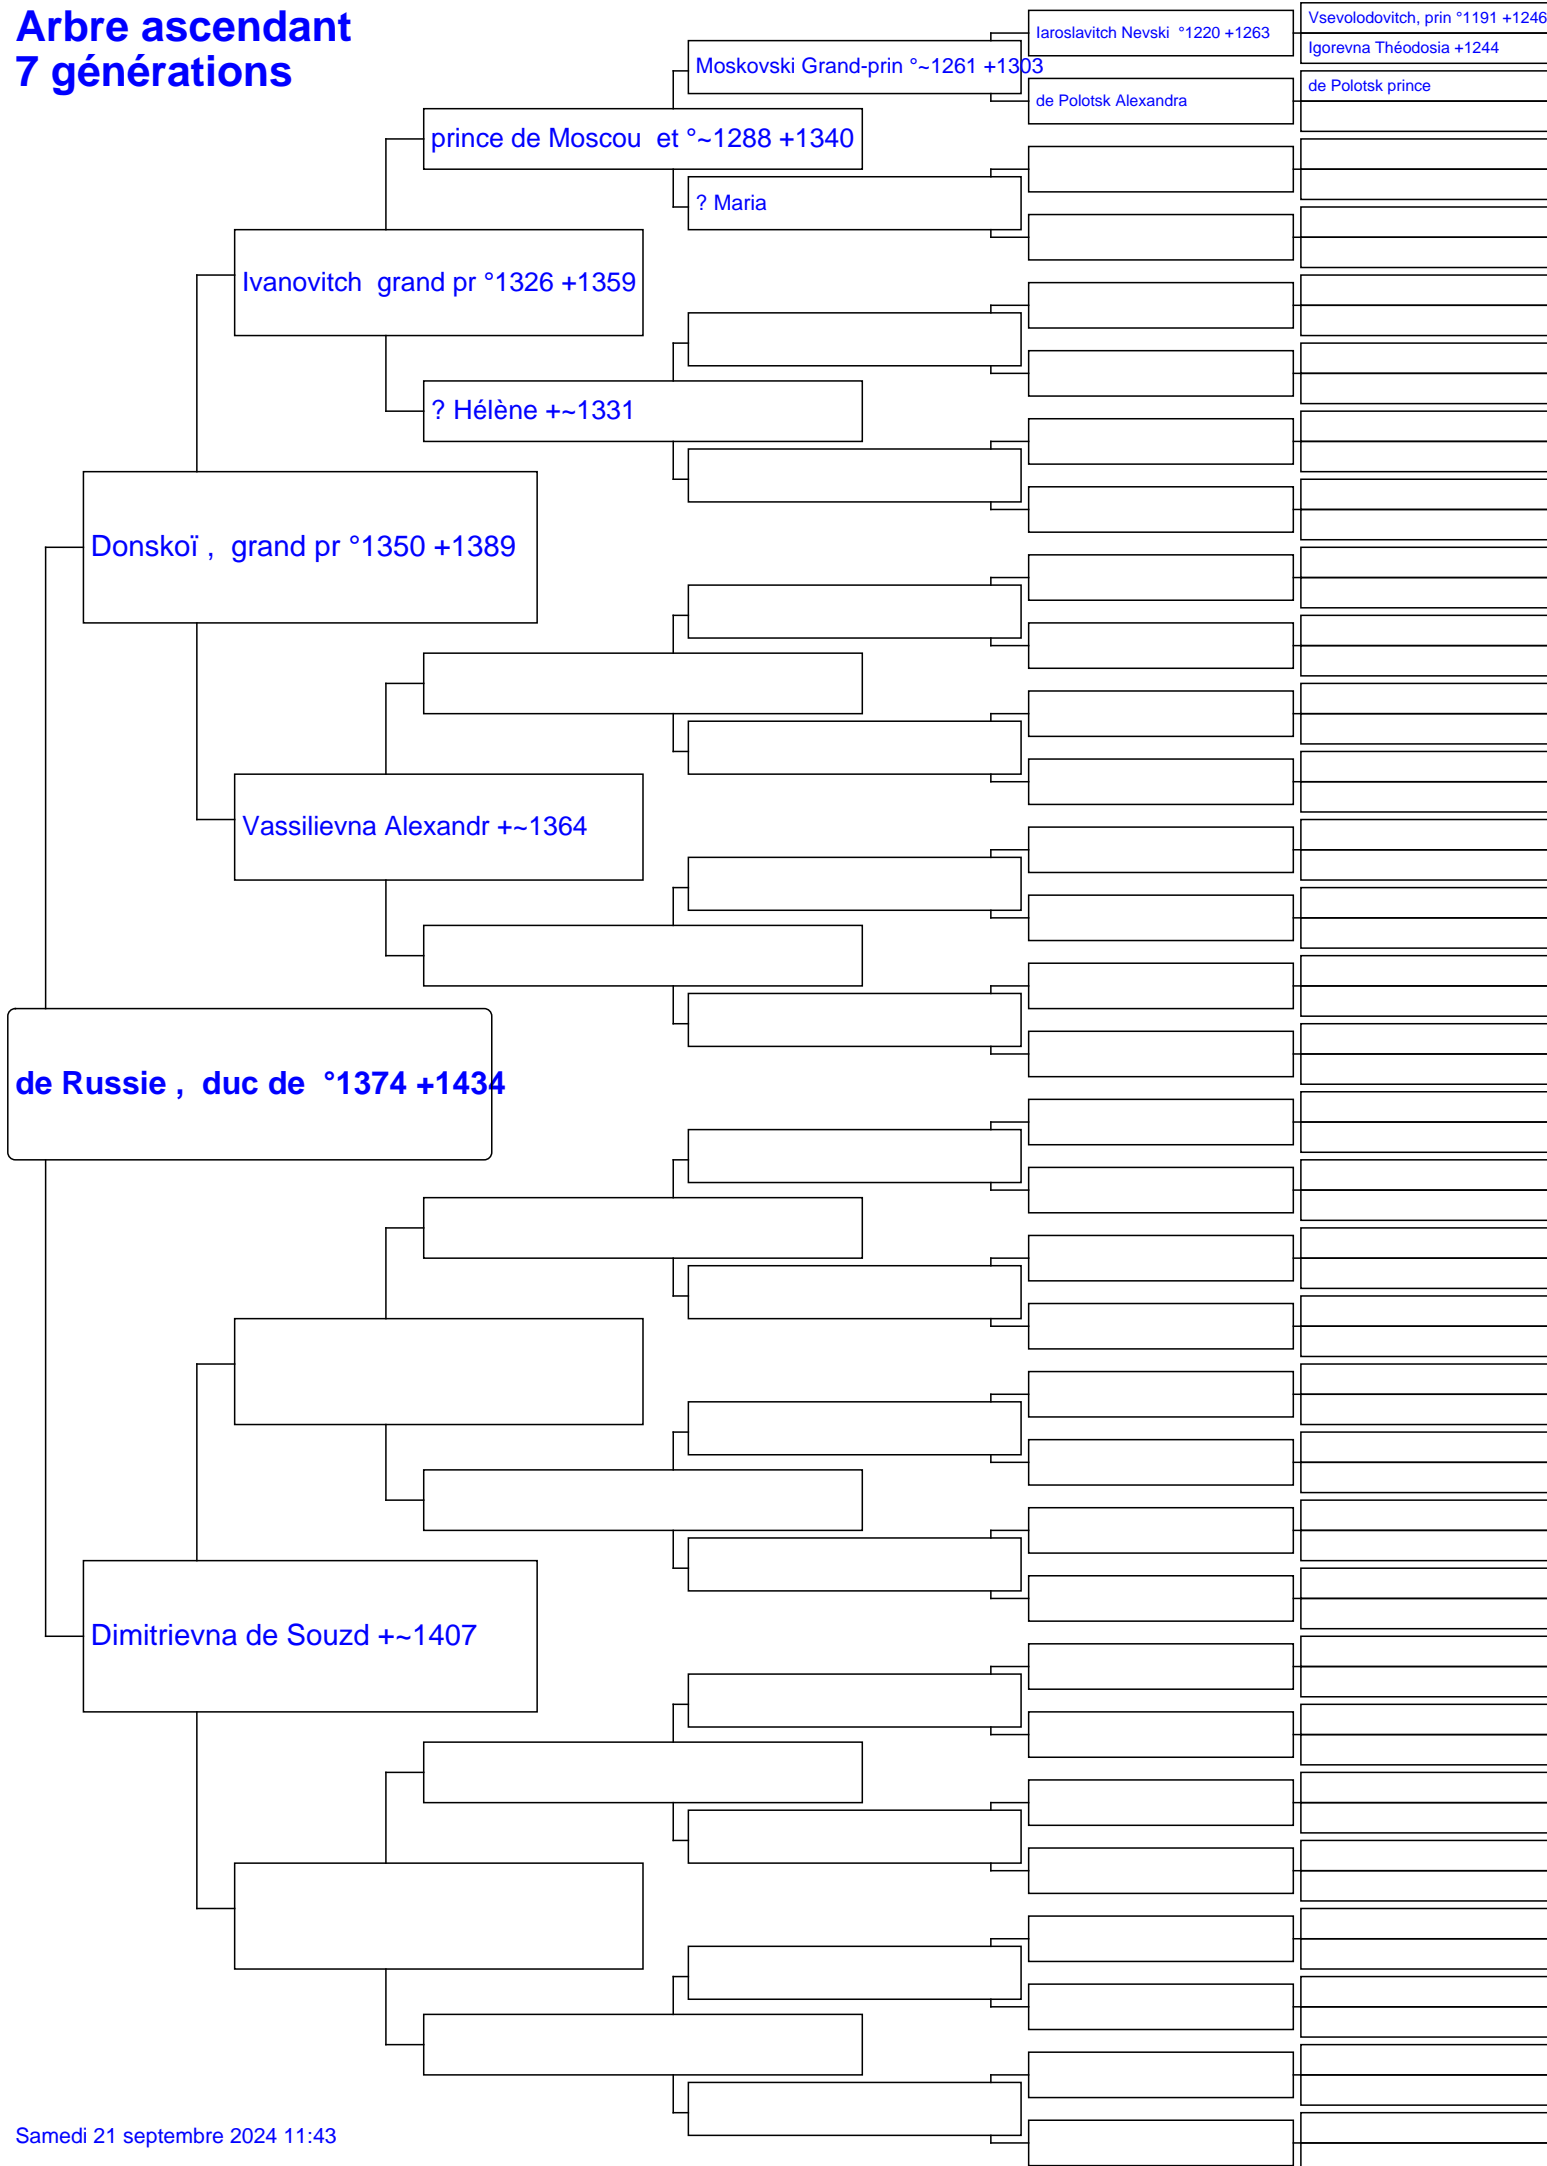 Arbre ascendant
7 générations
Vsevolodovitch, prin °1191 +1246
Iaroslavitch Nevski  °1220 +1263
Igorevna Théodosia +1244
Moskovski Grand-prin °~1261 +1303
de Polotsk prince
de Polotsk Alexandra
prince de Moscou  et °~1288 +1340
? Maria
Ivanovitch  grand pr °1326 +1359
? Hélène +~1331
Donskoï ,  grand pr °1350 +1389
Vassilievna Alexandr +~1364
de Russie ,  duc de  °1374 +1434
Dimitrievna de Souzd +~1407
Samedi 21 septembre 2024 11:43